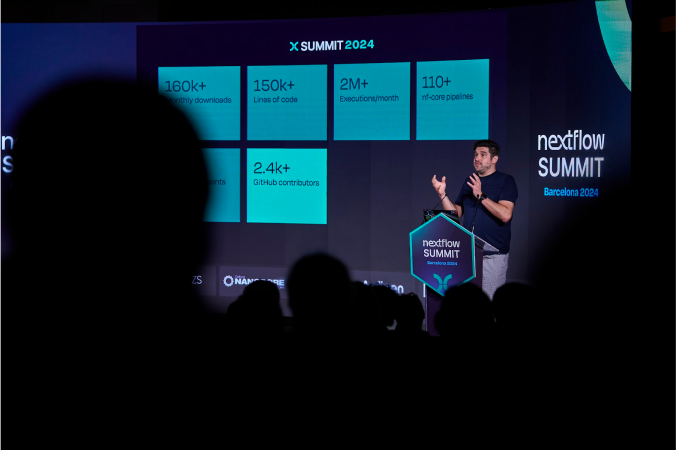 SUMMIT 2024
160k+
Monthly downloads
150k+
Lines of code
2M+
Executions/month
110+
nf-core pipelines
2.4k+
GitHub contributors
nextflow
SUMMIT
Barcelona 2024
nextflow
SUMMIT
Barcelona 2024